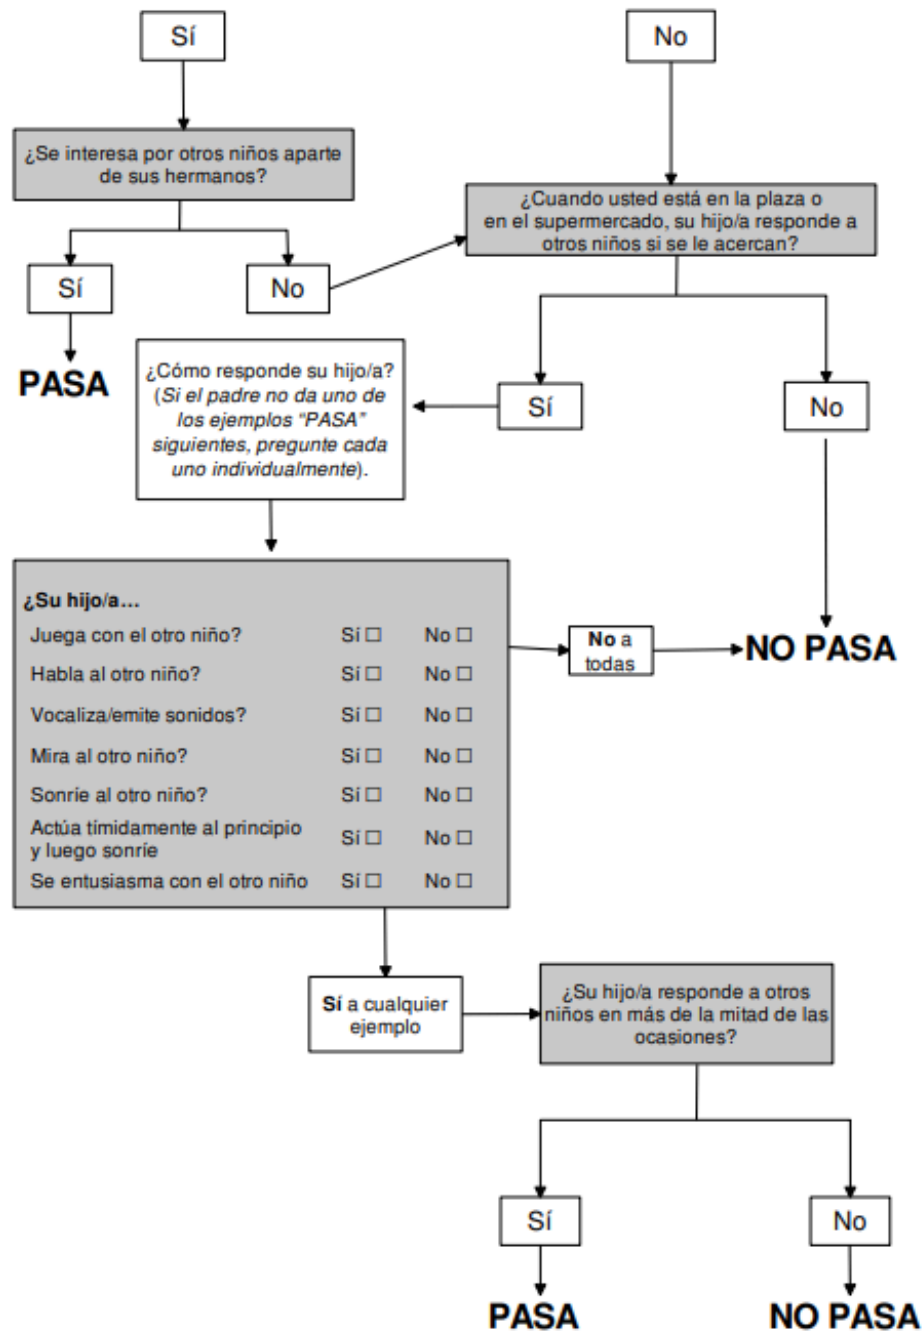 Sí
No
¿Se interesa por otros niños aparte
de sus hermanos?
¿Cuando usted está en la plaza o
en el supermercado, su hijo/a responde a
otros niños si se le acercan?
Sí
No
PASA
¿Cómo responde su hijo/a?
(Si el padre no da uno de
los ejemplos “PASA”
siguientes, pregunte cada
uno individualmente).
Sí
No
¿Su hijo/a…
Juega con el otro niño? Sí ☐ No ☐
Habla al otro niño? Sí ☐ No ☐
Vocaliza/emite sonidos? Sí ☐ No ☐
Mira al otro niño? Sí ☐ No ☐
Sonríe al otro niño? Sí ☐ No ☐
Actúa tímidamente al principio
y luego sonríe Sí ☐ No ☐
Se entusiasma con el otro niño Sí ☐ No ☐
No a
todas
NO PASA
Sí a cualquier
ejemplo
¿Su hijo/a responde a otros
niños en más de la mitad de las
ocasiones?
Sí
No
PASA
NO PASA